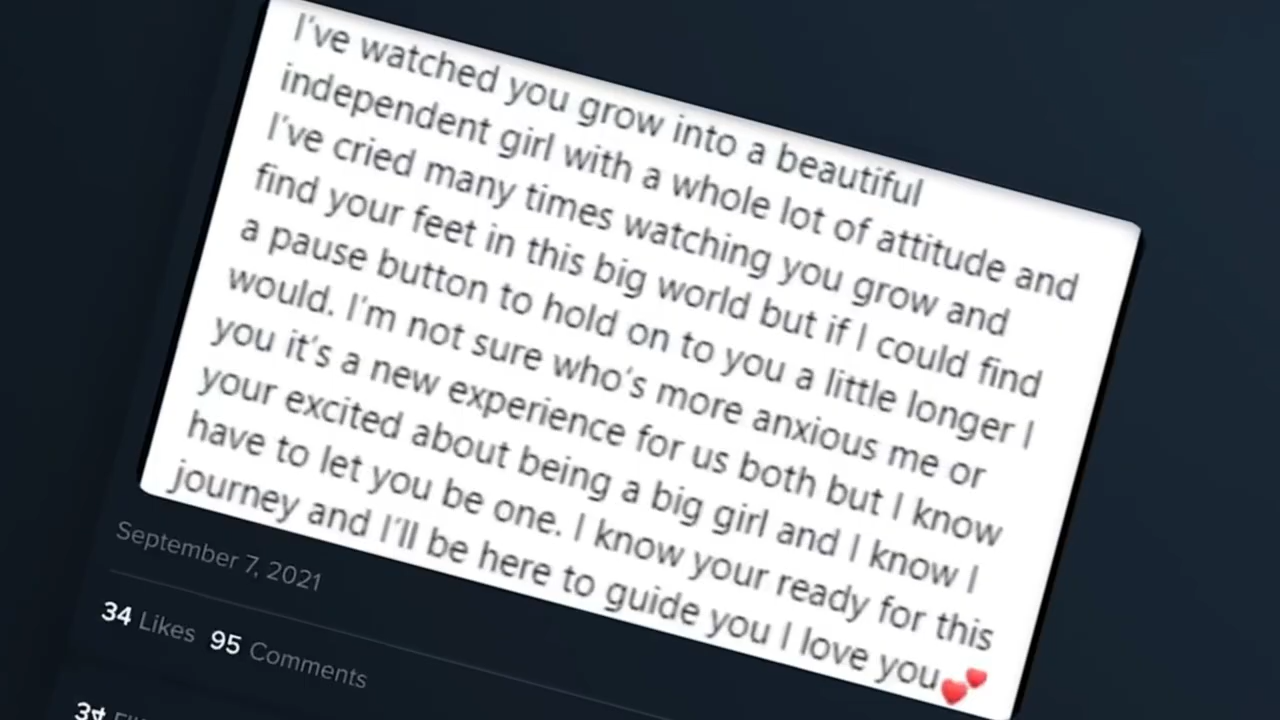 I've watched you grow into a beautiful
independent girl with a whole lot of attitude and
I've cried many times watching you grow and
find your feet in this big world but if I could find
a pause button to hold on to you a little longer I
would. I'm not sure who's more anxious me or
you it's a new experience for us both but I know
your excited about being a big girl and I know I
have to let you be one. I know your ready for this
journey and I'll be here to guide you I love you💕
September 7, 2021
34 Likes 95 Comments
34